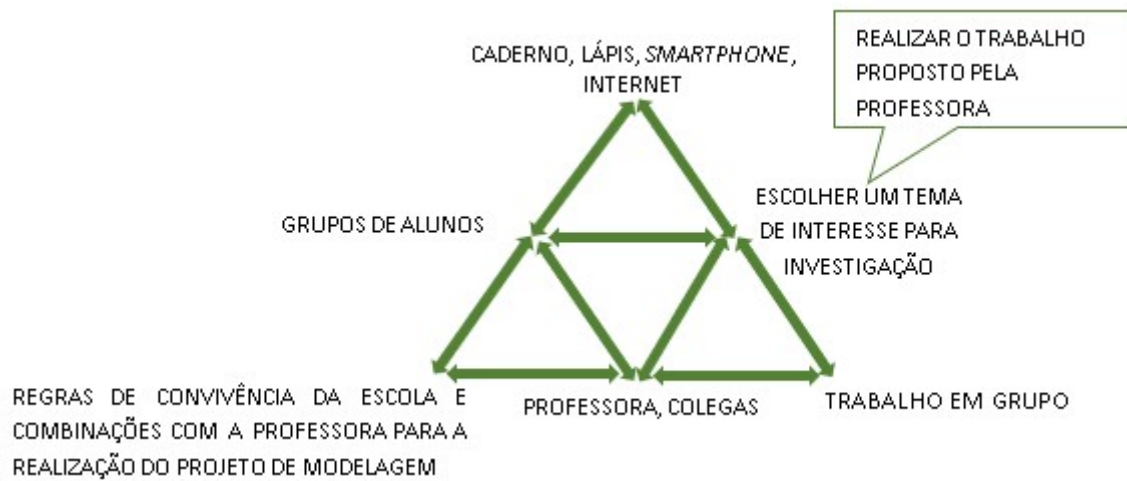 CADERNO, LÁPIS, SMARTPHONE,
INTERNET
REALIZAR O TRABALHO
PROPOSTO PELA
PROFESSORA
GRUPOS DE ALUNOS
ESCOLHER UM TEMA
DE INTERESSE PARA
INVESTIGAÇÃO
REGRAS DE CONVIVÊNCIA DA ESCOLA E
COMBINAÇÕES COM A PROFESSORA PARA A
REALIZAÇÃO DO PROJETO DE MODELAGEM
PROFESSORA, COLEGAS
TRABALHO EM GRUPO